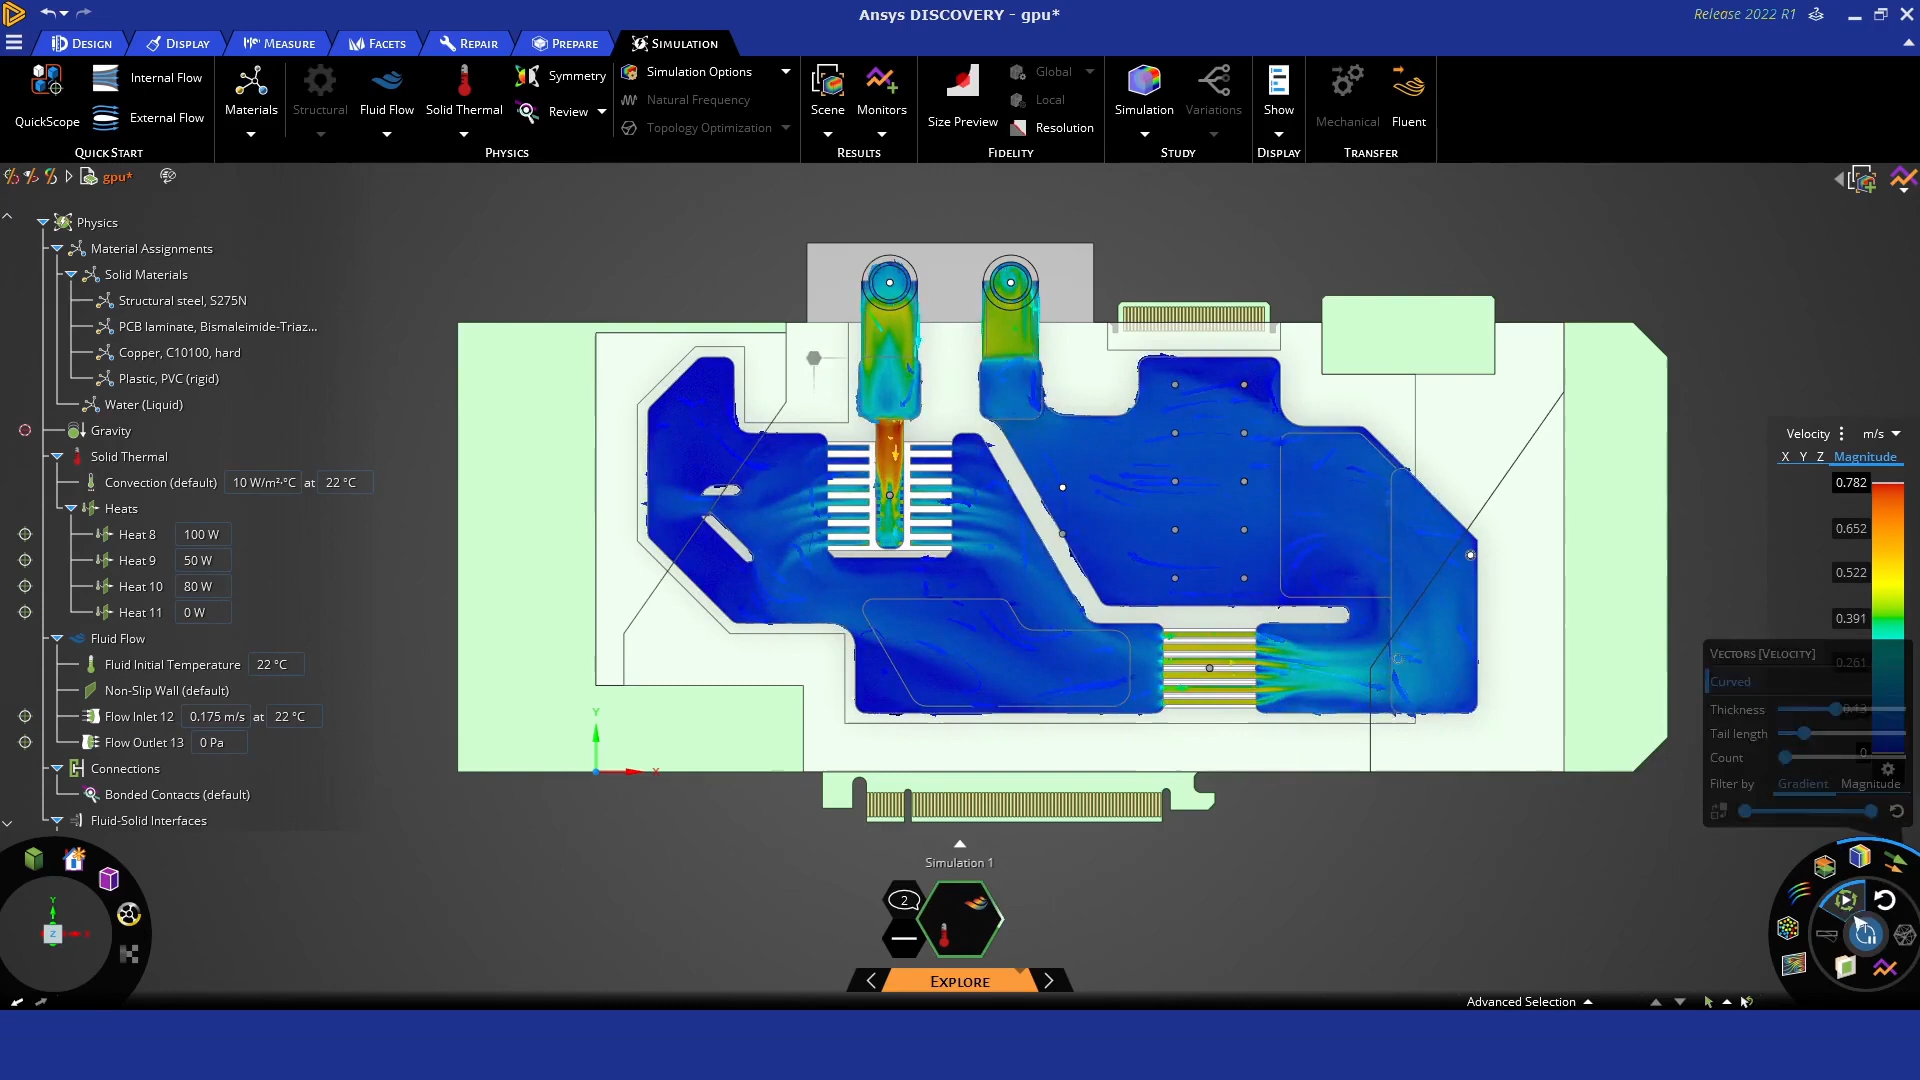 Ansys DISCOVERY - gpu*
Release 2022 R1
DESIGN
DISPLAY
MEASURE
FACETS
REPAIR
PREPARE
SIMULATION
QuickScope
Internal Flow
External Flow
QUICK START
Materials
Structural
Fluid Flow
Solid Thermal
Symmetry
Review
Simulation Options
Natural Frequency
Topology Optimization
PHYSICS
Scene
Monitors
RESULTS
Size Preview
Global
Local
Resolution
FIDELITY
Simulation
Variations
STUDY
Show
DISPLAY
Mechanical
Fluent
TRANSFER
gpu*
Physics
Material Assignments
Solid Materials
Structural steel, S275N
PCB laminate, Bismaleimide-Triaz...
Copper, C10100, hard
Plastic, PVC (rigid)
Water (Liquid)
Gravity
Solid Thermal
Convection (default) 10 W/m²·°C at 22 °C
Heats
Heat 8 100 W
Heat 9 50 W
Heat 10 80 W
Heat 11 0 W
Fluid Flow
Fluid Initial Temperature 22 °C
Non-Slip Wall (default)
Flow Inlet 12 0.175 m/s at 22 °C
Flow Outlet 13 0 Pa
Connections
Bonded Contacts (default)
Fluid-Solid Interfaces
Y
X
Y
Z
Velocity m/s
X Y Z Magnitude
0.782
0.652
0.522
0.391
0.261
0
VECTORS [VELOCITY]
Curved
Thickness
Tail length
Count
Filter by Gradient Magnitude
Simulation 1
2
EXPLORE
Advanced Selection